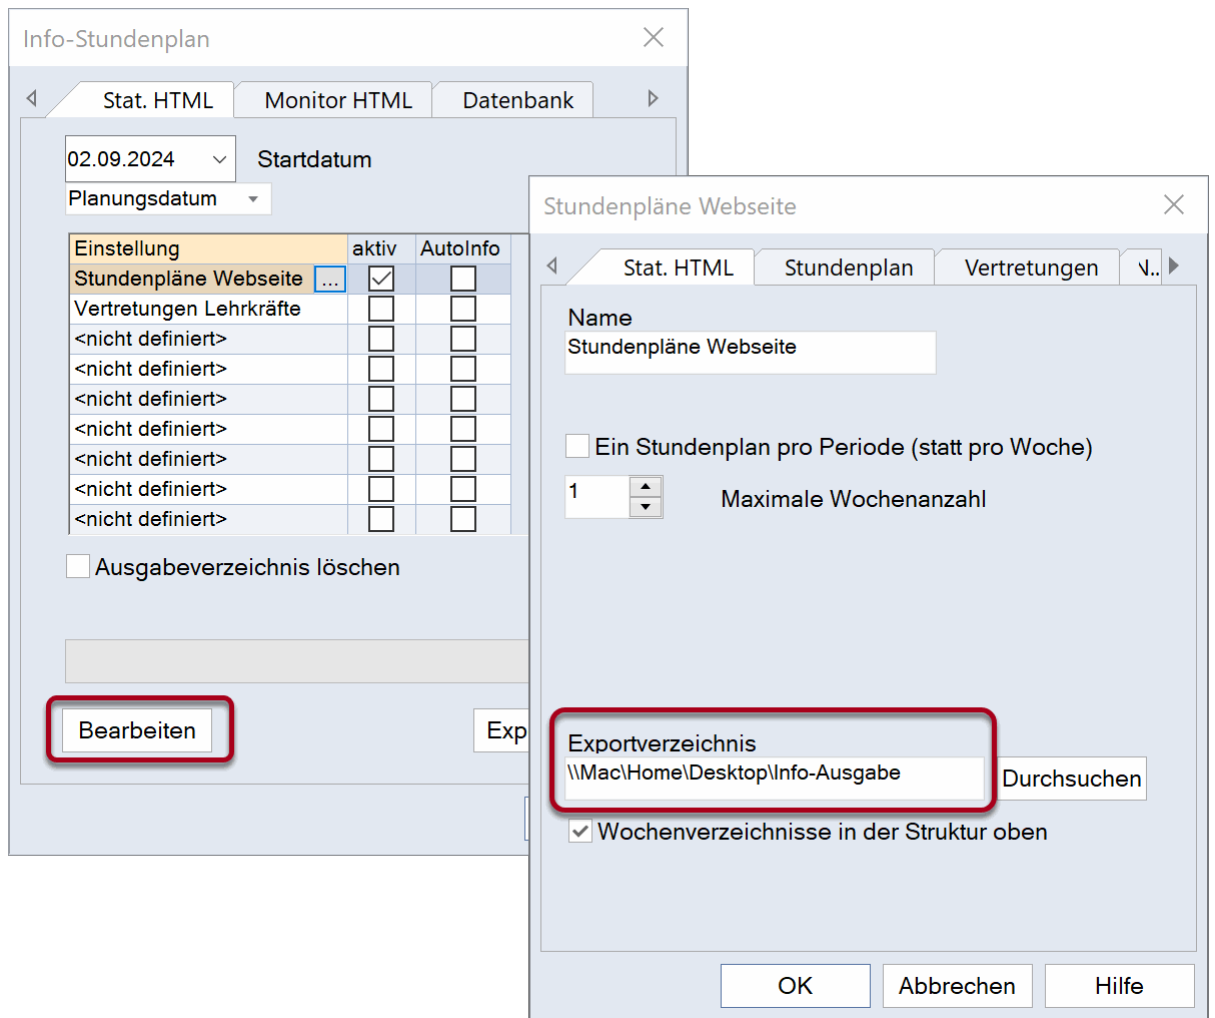 Info-Stundenplan
Stat. HTML
Monitor HTML
Datenbank
02.09.2024
Startdatum
Planungsdatum
Einstellung
aktiv
AutoInfo
Stundenpläne Webseite
...
Vertretungen Lehrkräfte
<nicht definiert>
<nicht definiert>
<nicht definiert>
<nicht definiert>
<nicht definiert>
<nicht definiert>
<nicht definiert>
Ausgabeverzeichnis löschen
Bearbeiten
Exp
Stundenpläne Webseite
Stat. HTML
Stundenplan
Vertretungen
Name
Stundenpläne Webseite
Ein Stundenplan pro Periode (statt pro Woche)
1
Maximale Wochenanzahl
Exportverzeichnis
\\Mac\Home\Desktop\Info-Ausgabe
Durchsuchen
Wochenverzeichnisse in der Struktur oben
OK
Abbrechen
Hilfe